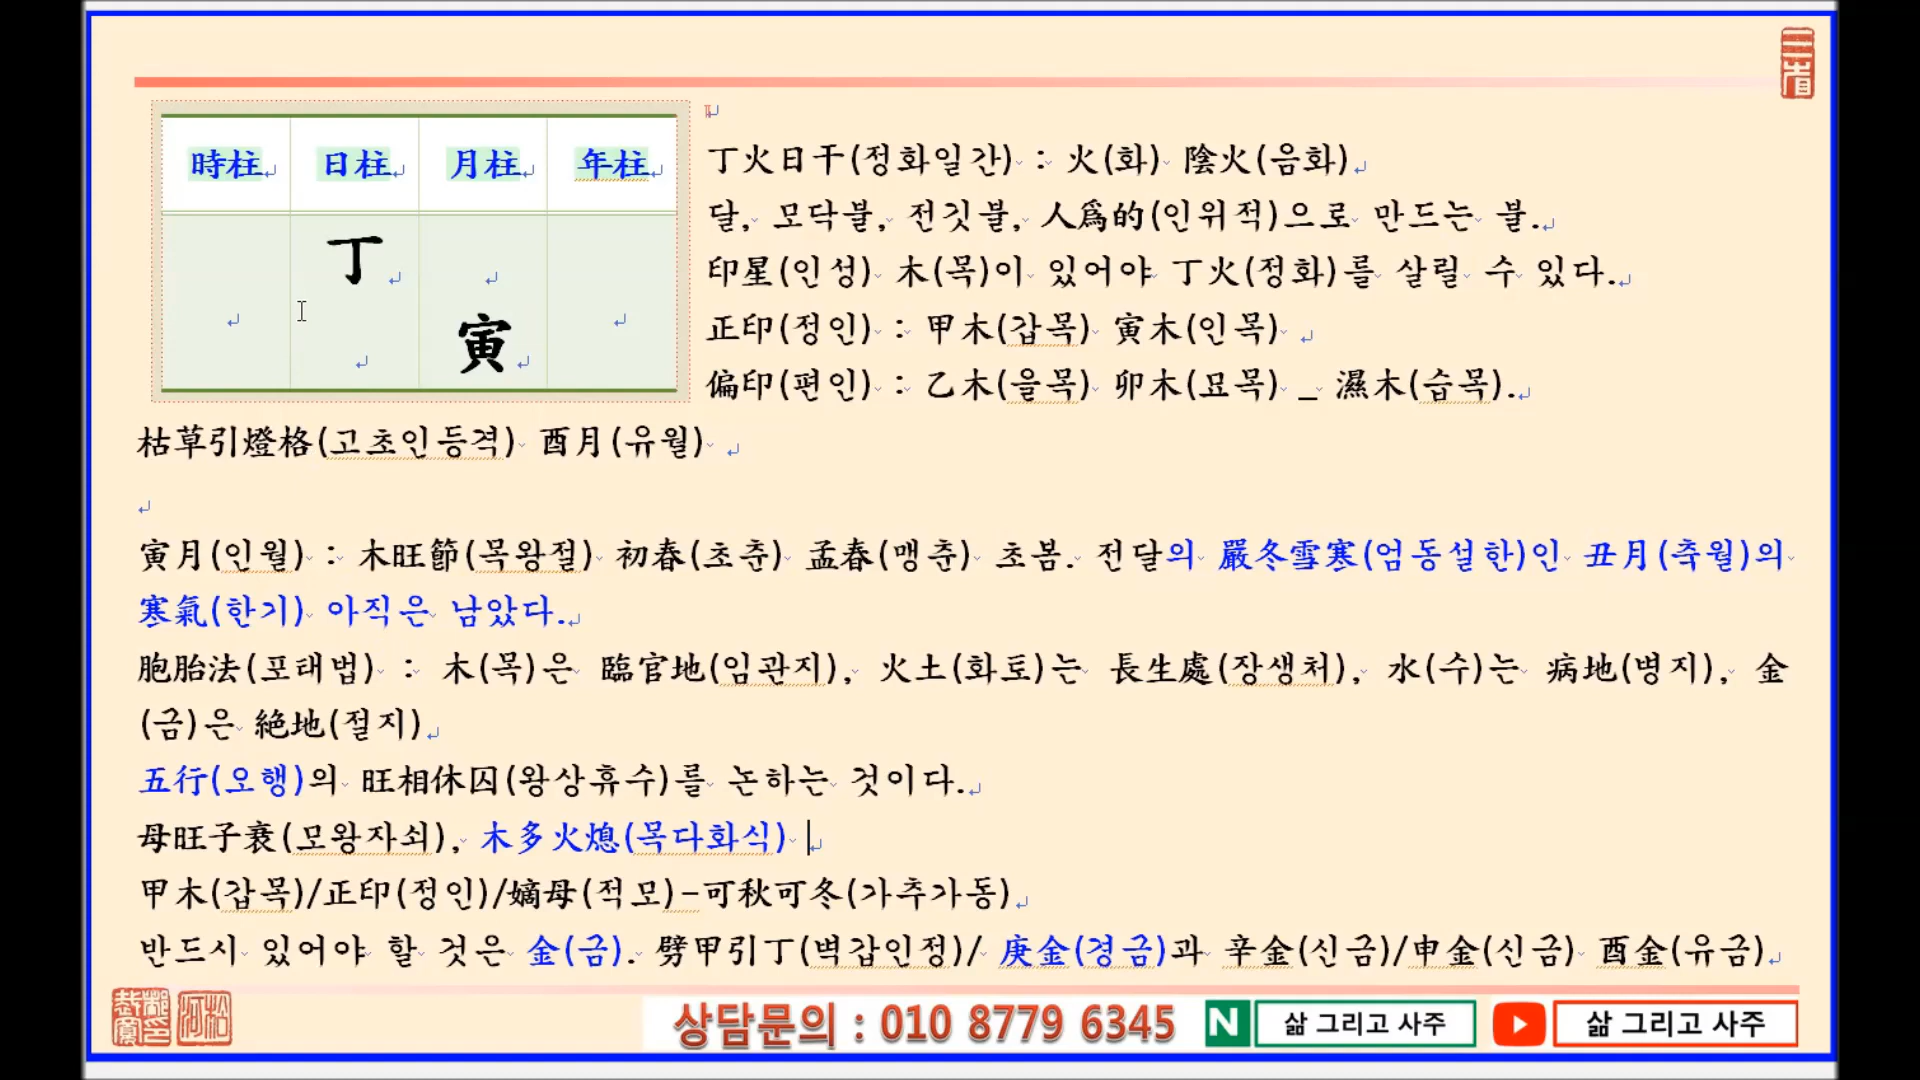 時柱 日柱 月柱 年柱
丁
寅
丁火日干(정화일간) : 火(화) 陰火(음화)
달, 모닥불, 전깃불, 人爲的(인위적)으로 만드는 불.
印星(인성) 木(목)이 있어야 丁火(정화)를 살릴 수 있다.
正印(정인) : 甲木(갑목) 寅木(인목)
偏印(편인) : 乙木(을목) 卯木(묘목) _ 濕木(습목).
枯草引燈格(고초인등격) 酉月(유월)
寅月(인월) : 木旺節(목왕절) 初春(초춘) 孟春(맹춘) 초봄. 전달의 嚴冬雪寒(엄동설한)인 丑月(축월)의
寒氣(한기) 아직은 남았다.
胞胎法(포태법) : 木(목)은 臨官地(임관지), 火土(화토)는 長生處(장생처), 水(수)는 病地(병지), 金
(금)은 絶地(절지)
五行(오행)의 旺相休囚(왕상휴수)를 논하는 것이다.
母旺子衰(모왕자쇠), 木多火熄(목다화식)
甲木(갑목)/正印(정인)/嫡母(적모)-可秋可冬(가추가동)
반드시 있어야 할 것은 金(금). 劈甲引丁(벽갑인정)/ 庚金(경금)과 辛金(신금)/申金(신금) 酉金(유금)
상담문의 : 010 8779 6345 N 삶 그리고 사주 삶 그리고 사주